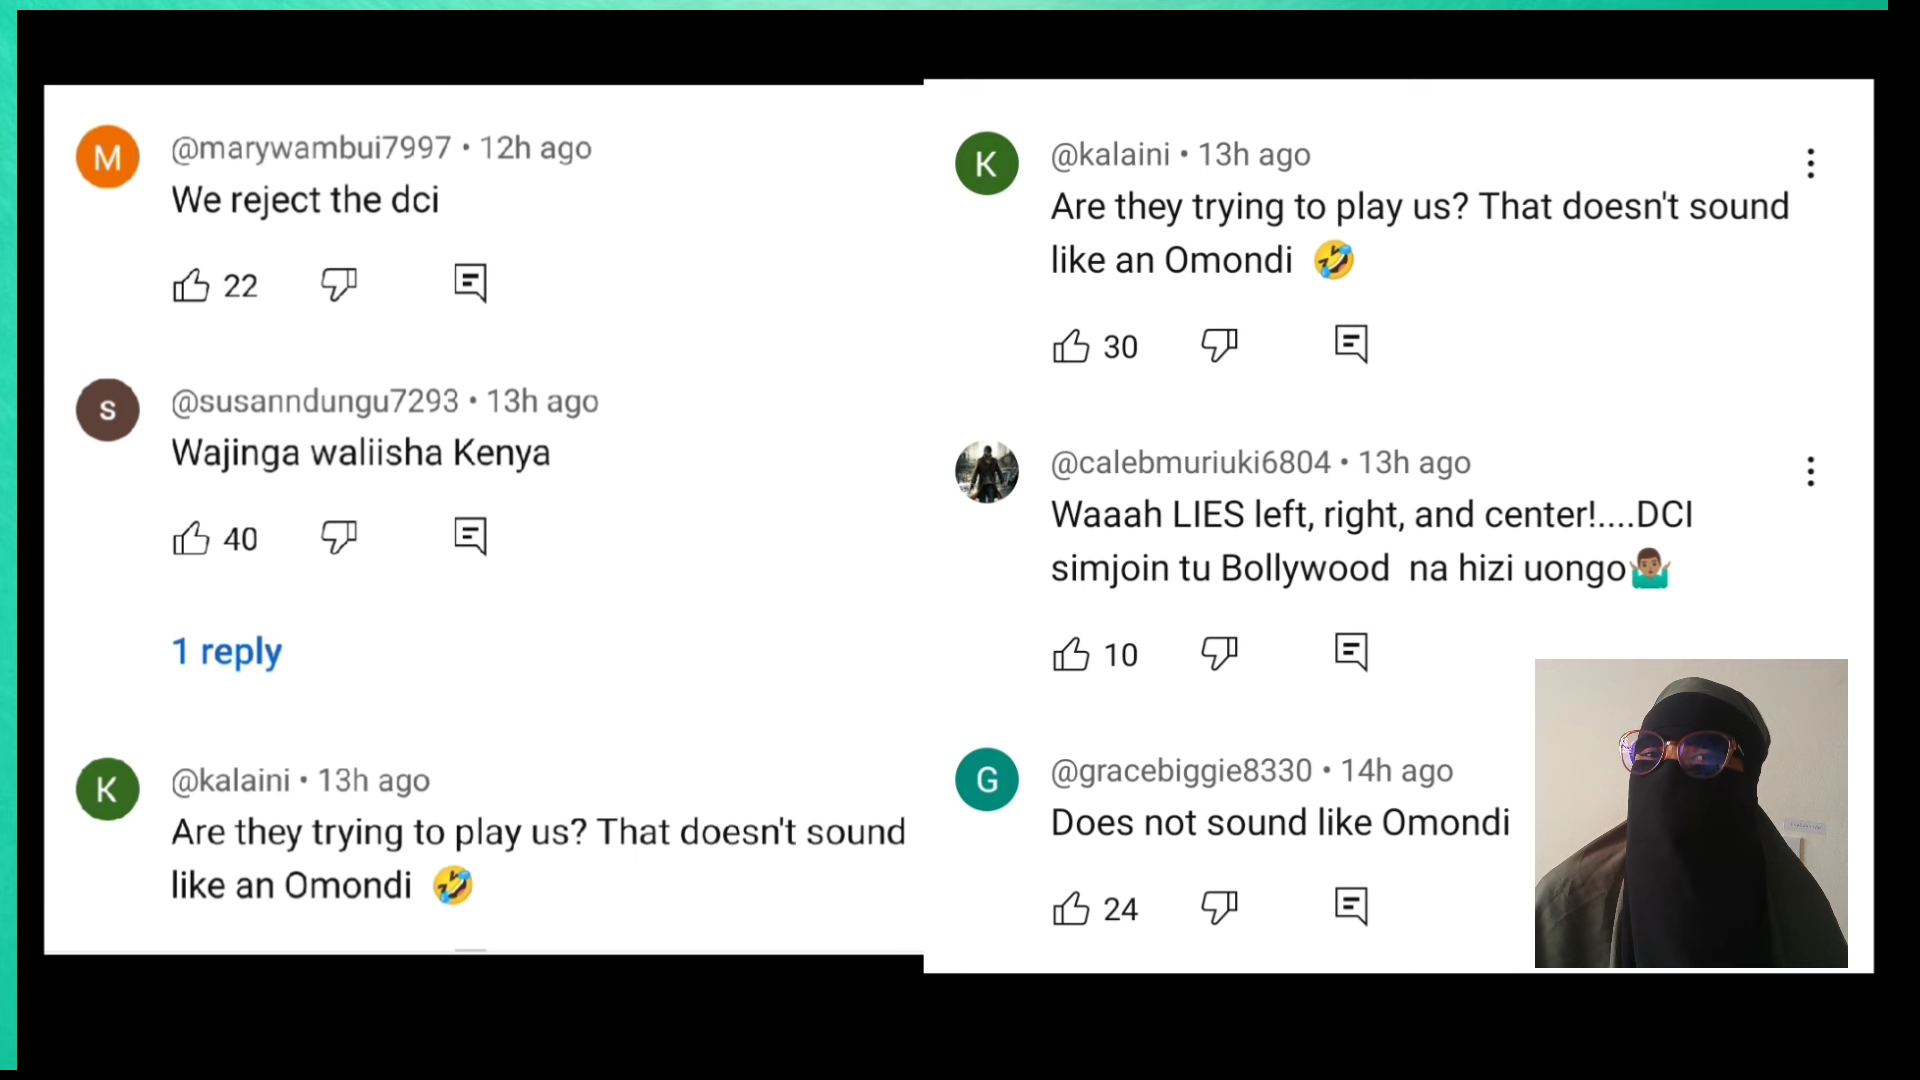 M
@marywambui7997 • 12h ago
We reject the dci
22
S
@susanndungu7293 • 13h ago
Wajinga waliisha Kenya
40
1 reply
K
@kalaini • 13h ago
Are they trying to play us? That doesn't sound
like an Omondi 🤣
K
@kalaini • 13h ago
Are they trying to play us? That doesn't sound
like an Omondi 🤣
30
@calebmuriuki6804 • 13h ago
Waaah LIES left, right, and center!....DCI
simjoin tu Bollywood na hizi uongo🤷🏽‍♂️
10
G
@gracebiggie8330 • 14h ago
Does not sound like Omondi
24